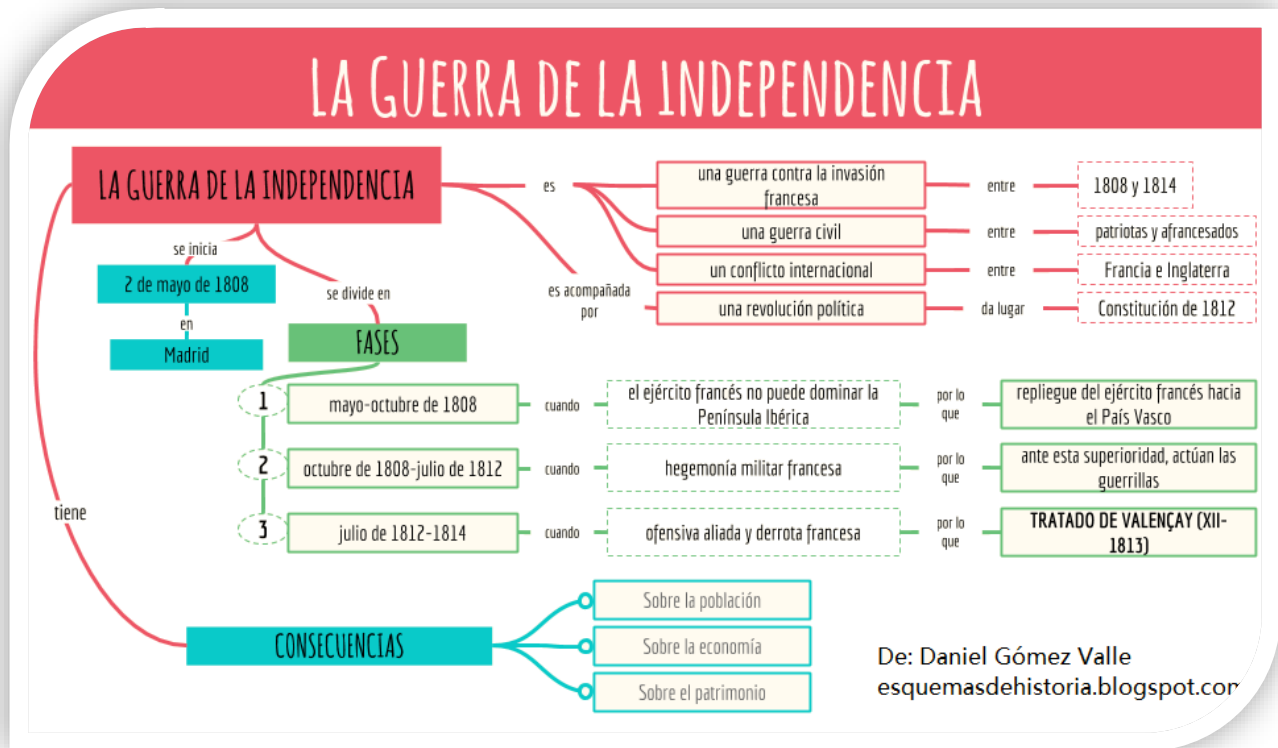 LA GUERRA DE LA INDEPENDENCIA
LA GUERRA DE LA INDEPENDENCIA
es
una guerra contra la invasión
francesa
entre
1808 y 1814
una guerra civil
entre
patriotas y afrancesados
un conflicto internacional
entre
Francia e Inglaterra
es acompañada
por
una revolución política
da lugar
Constitución de 1812
se inicia
2 de mayo de 1808
en
Madrid
se divide en
FASES
1
mayo-octubre de 1808
cuando
el ejército francés no puede dominar la
Península Ibérica
por lo
que
repliegue del ejército francés hacia
el País Vasco
2
octubre de 1808-julio de 1812
cuando
hegemonía militar francesa
por lo
que
ante esta superioridad, actúan las
guerrillas
3
julio de 1812-1814
cuando
ofensiva aliada y derrota francesa
por lo
que
TRATADO DE VALENÇAY (XII-
1813)
tiene
CONSECUENCIAS
Sobre la población
Sobre la economía
Sobre el patrimonio
De: Daniel Gómez Valle
esquemasdehistoria.blogspot.com